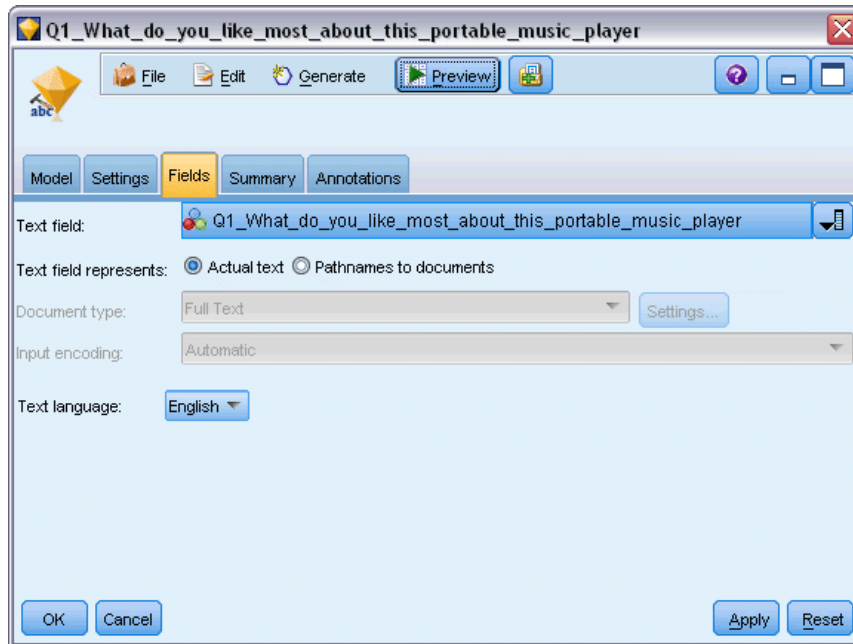 Q1_What_do_you_like_most_about_this_portable_music_player
File Edit Generate Preview
abc
Model Settings Fields Summary Annotations
Text field: Q1_What_do_you_like_most_about_this_portable_music_player
Text field represents: Actual text Pathnames to documents
Document type: Full Text Settings...
Input encoding: Automatic
Text language: English
OK Cancel Apply Reset